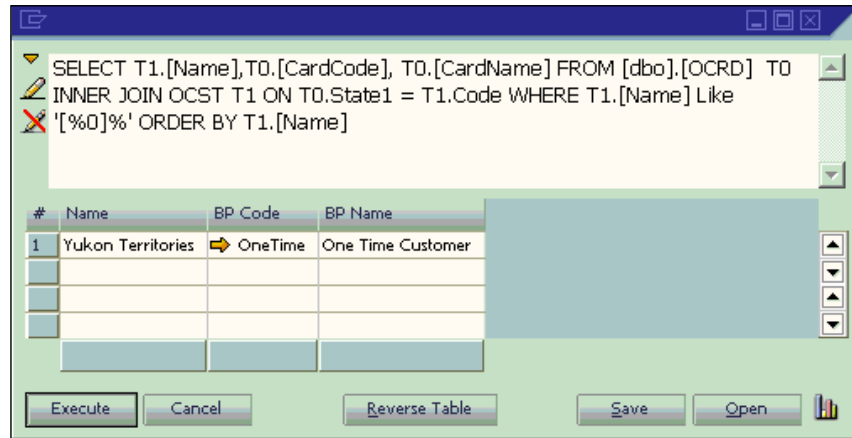 SELECT T1.[Name],T0.[CardCode], T0.[CardName] FROM [dbo].[OCRD] T0
INNER JOIN OCST T1 ON T0.State1 = T1.Code WHERE T1.[Name] Like
'[%0]%' ORDER BY T1.[Name]
# Name BP Code BP Name
1 Yukon Territories OneTime One Time Customer
Execute Cancel Reverse Table Save Open